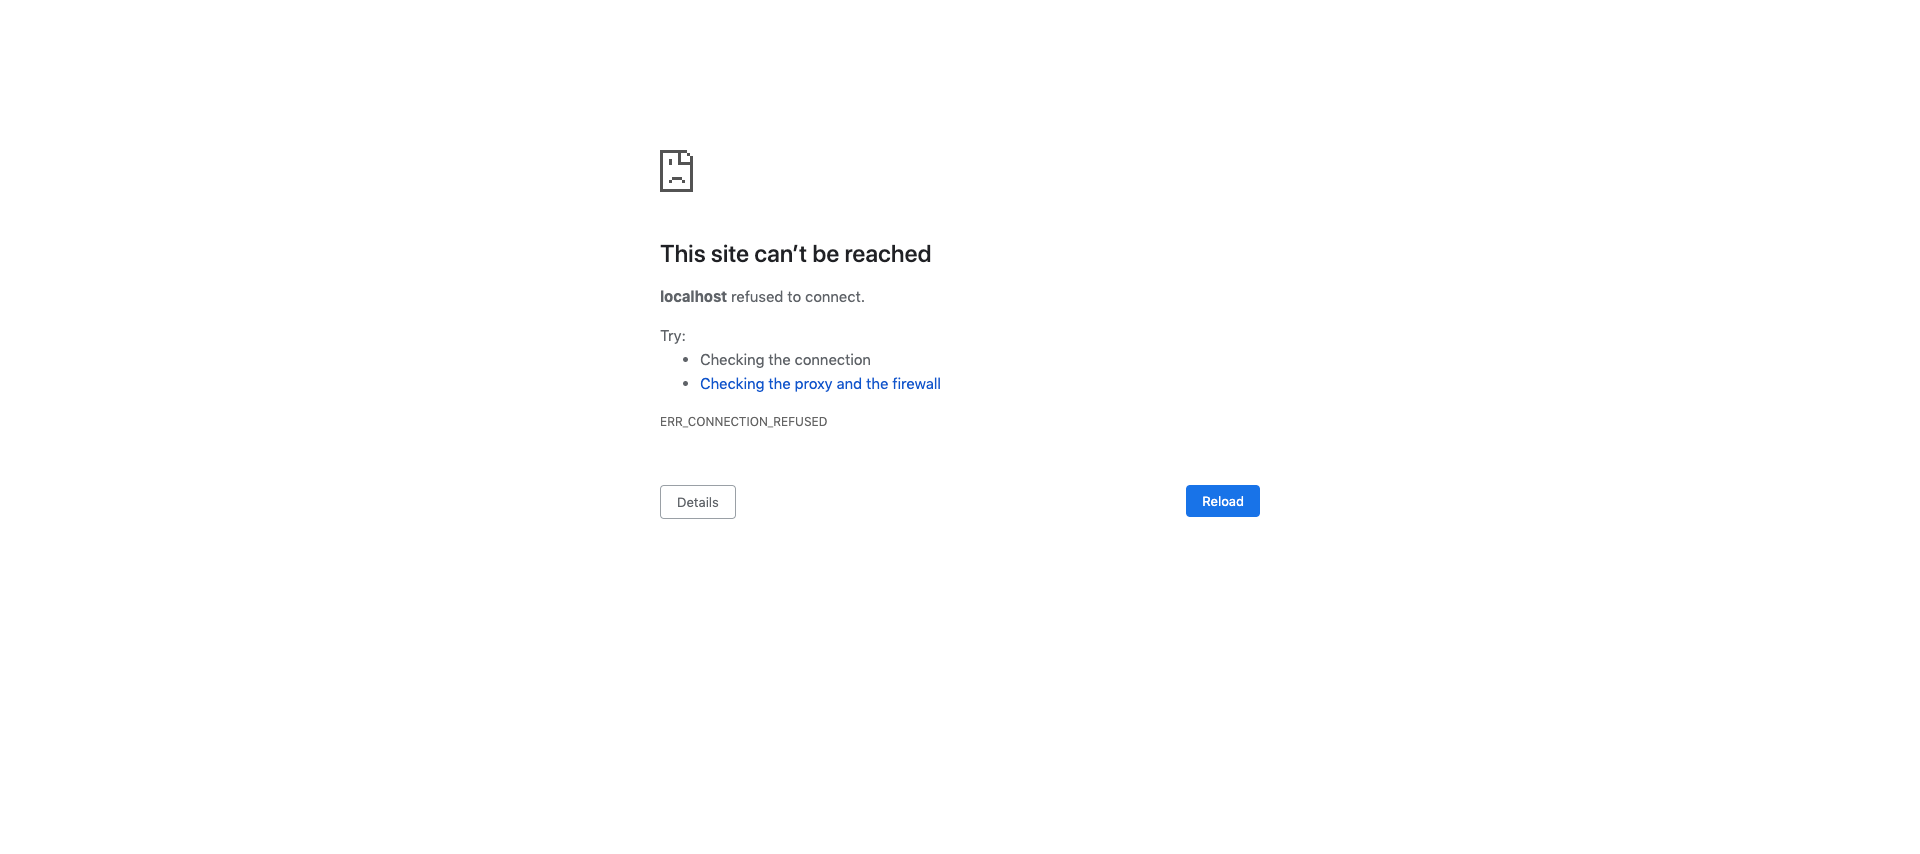 This site can’t be reached
localhost refused to connect.
Try:
• Checking the connection
• Checking the proxy and the firewall
ERR_CONNECTION_REFUSED
Details
Reload